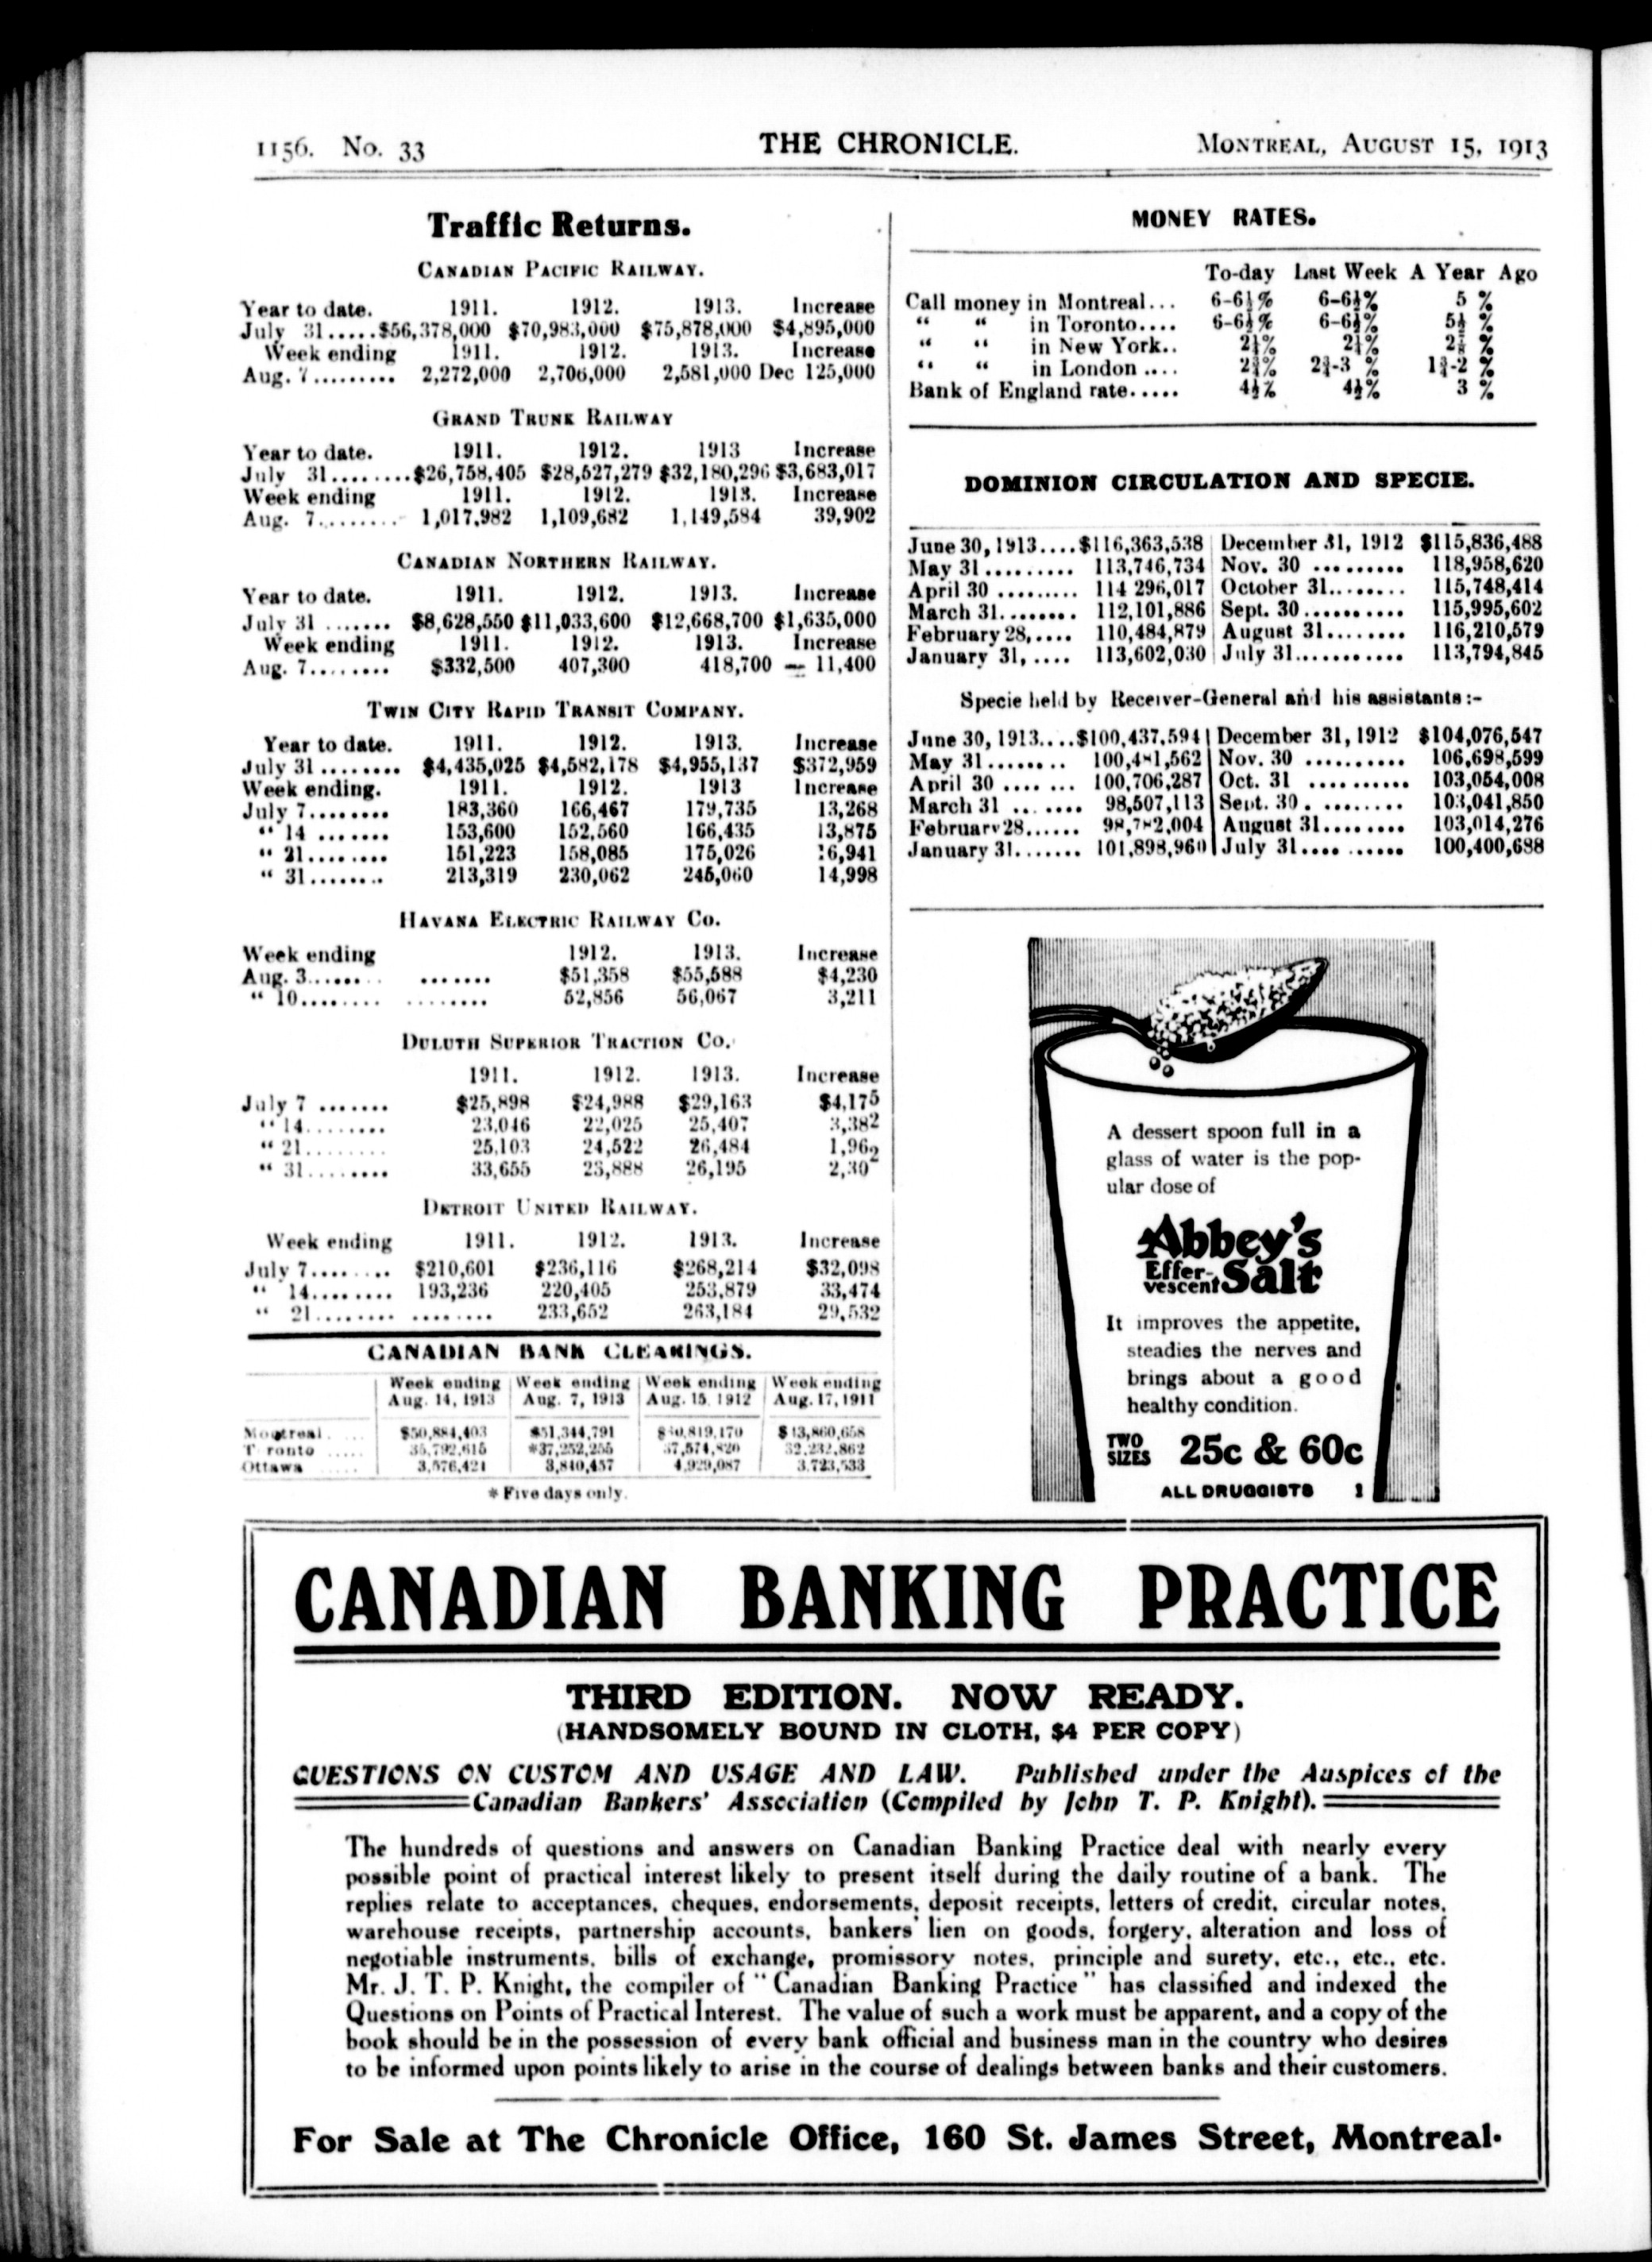 1156. No. 33 THE CHRONICLE. MONTREAL, AUGUST 15, 1913
Traffic Returns.
CANADIAN PACIFIC RAILWAY.
Year to date. 1911. 1912. 1913. Increase
July 31.....$56,378,000 $70,983,000 $75,878,000 $4,895,000
Week ending 1911. 1912. 1913. Increase
Aug. 7......... 2,272,000 2,706,000 2,581,000 Dec 125,000
GRAND TRUNK RAILWAY
Year to date. 1911. 1912. 1913 Increase
July 31........$26,758,405 $28,527,279 $32,180,296 $3,683,017
Week ending 1911. 1912. 1913. Increase
Aug. 7........ 1,017,982 1,109,682 1,149,584 39,902
CANADIAN NORTHERN RAILWAY.
Year to date. 1911. 1912. 1913. Increase
July 31 ....... $8,628,550 $11,033,600 $12,668,700 $1,635,000
Week ending 1911. 1912. 1913. Increase
Aug. 7........ $332,500 407,300 418,700 — 11,400
TWIN CITY RAPID TRANSIT COMPANY.
Year to date. 1911. 1912. 1913. Increase
July 31 ........ $4,435,025 $4,582,178 $4,955,137 $372,959
Week ending. 1911. 1912. 1913 Increase
July 7........ 183,360 166,467 179,735 13,268
“ 14 ....... 153,600 152,560 166,435 13,875
“ 21........ 151,223 158,085 175,026 16,941
“ 31........ 213,319 230,062 245,060 14,998
HAVANA ELECTRIC RAILWAY CO.
Week ending 1912. 1913. Increase
Aug. 3....... ....... $51,358 $55,588 $4,230
“ 10........ ........ 52,856 56,067 3,211
DULUTH SUPERIOR TRACTION CO.
1911. 1912. 1913. Increase
July 7 ....... $25,898 $24,988 $29,163 $4,175
“ 14........ 23,046 22,025 25,407 3,382
“ 21......... 25,103 24,522 26,484 1,962
“ 31......... 33,655 23,888 26,195 2,30
DETROIT UNITED RAILWAY.
Week ending 1911. 1912. 1913. Increase
July 7........ $210,601 $236,116 $268,214 $32,098
“ 14........ 193,236 220,405 253,879 33,474
“ 21........ ........ 233,652 263,184 29,532
CANADIAN BANK CLEARINGS.
Week ending Week ending Week ending Week ending
Aug. 14, 1913 Aug. 7, 1913 Aug. 15, 1912 Aug. 17, 1911
Montreal..... $50,884,403 $51,344,791
T ronto ..... 35,792,615 *37,252,255 32,232,862
Ottawa ..... 3,576,421 3,840,457 4,929,087 3,723,533
* Five days only.
MONEY RATES.
To-day Last Week A Year Ago
Call money in Montreal... 6-6½% 6-6½% 5 %
“ “ in Toronto.... 6-6½% 6-6½% 5½ %
“ “ in New York.. 2¼% 2¼% %
“ “ in London .... 2¾% 2¾-3 % 1¾-2 %
Bank of England rate..... 4½% 4½% 3 %
DOMINION CIRCULATION AND SPECIE.
June 30, 1913....$116,363,538 December 31, 1912 $115,836,488
May 31......... 113,746,734 Nov. 30 ......... 118,958,620
April 30 ......... 114 296,017 October 31........ 115,748,414
March 31........ 112,101,886 Sept. 30........... 115,995,602
February 28,.... 110,484,879 August 31........ 116,210,579
January 31, .... 113,602,030 July 31........... 113,794,845
Specie held by Receiver-General and his assistants:-
June 30, 1913....$100,437,594 December 31, 1912 $104,076,547
May 31........ 100,481,562 Nov. 30 .......... 106,698,599
April 30 ....... 100,706,287 Oct. 31 .......... 103,054,008
March 31 ....... 98,507,113 Sept. 30. ........ 103,041,850
February 28...... 98,782,004 August 31........ 103,014,276
January 31....... 101,898,960 July 31.... ...... 100,400,688
A dessert spoon full in a
glass of water is the pop-
ular dose of
Abbey's
Effer-
vescent Salt
It improves the appetite,
steadies the nerves and
brings about a good
healthy condition.
TWO
SIZES 25c & 60c
ALL DRUGGISTS 1
CANADIAN BANKING PRACTICE
THIRD EDITION. NOW READY.
(HANDSOMELY BOUND IN CLOTH, $4 PER COPY)
QUESTIONS ON CUSTOM AND USAGE AND LAW. Published under the Auspices of the
Canadian Bankers' Association (Compiled by John T. P. Knight).
The hundreds of questions and answers on Canadian Banking Practice deal with nearly every
possible point of practical interest likely to present itself during the daily routine of a bank. The
replies relate to acceptances, cheques, endorsements, deposit receipts, letters of credit, circular notes,
warehouse receipts, partnership accounts, bankers' lien on goods, forgery, alteration and loss of
negotiable instruments, bills of exchange, promissory notes, principle and surety, etc., etc., etc.
Mr. J. T. P. Knight, the compiler of “Canadian Banking Practice” has classified and indexed the
Questions on Points of Practical Interest. The value of such a work must be apparent, and a copy of the
book should be in the possession of every bank official and business man in the country who desires
to be informed upon points likely to arise in the course of dealings between banks and their customers.
For Sale at The Chronicle Office, 160 St. James Street, Montreal.